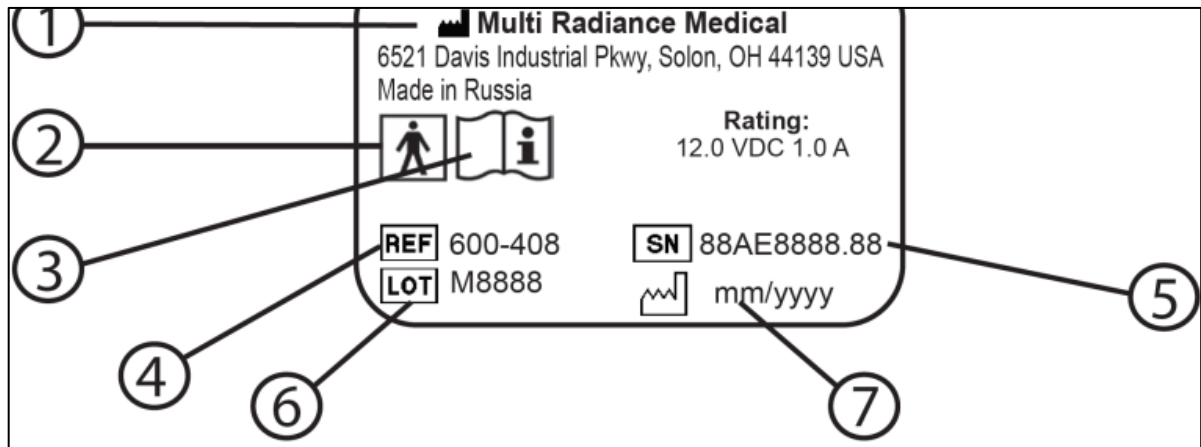 1
Multi Radiance Medical
6521 Davis Industrial Pkwy, Solon, OH 44139 USA
Made in Russia
2
i
Rating:
12.0 VDC 1.0 A
3
REF 600-408
SN 88AE8888.88
5
LOT M8888
mm/yyyy
4
6
7